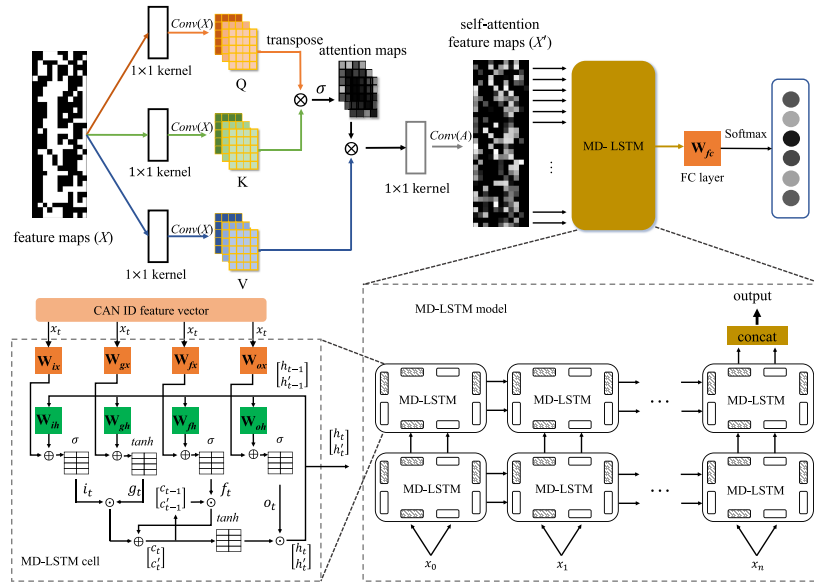 Conv(X)
transpose
1×1 kernel
Q
attention maps
σ
self-attention
feature maps (X′)
Conv(X)
1×1 kernel
K
⊗
⊗
1×1 kernel
Conv(A)
MD- LSTM
W_fc
FC layer
Softmax
feature maps (X)
Conv(X)
1×1 kernel
V
CAN ID feature vector
x_t x_t x_t x_t
W_ix W_gx W_fx W_ox
[h_{t-1}
h′_{t-1}]
W_ih W_gh W_fh W_oh
σ tanh σ σ
[h_t
h′_t]
i_t g_t [c_{t-1} f_t o_t
c′_{t-1}]
tanh
[c_t
c′_t]
[h_t
h′_t]
MD-LSTM cell
MD-LSTM model
output
concat
MD-LSTM MD-LSTM . . . MD-LSTM
MD-LSTM MD-LSTM . . . MD-LSTM
x_0 x_1 x_n